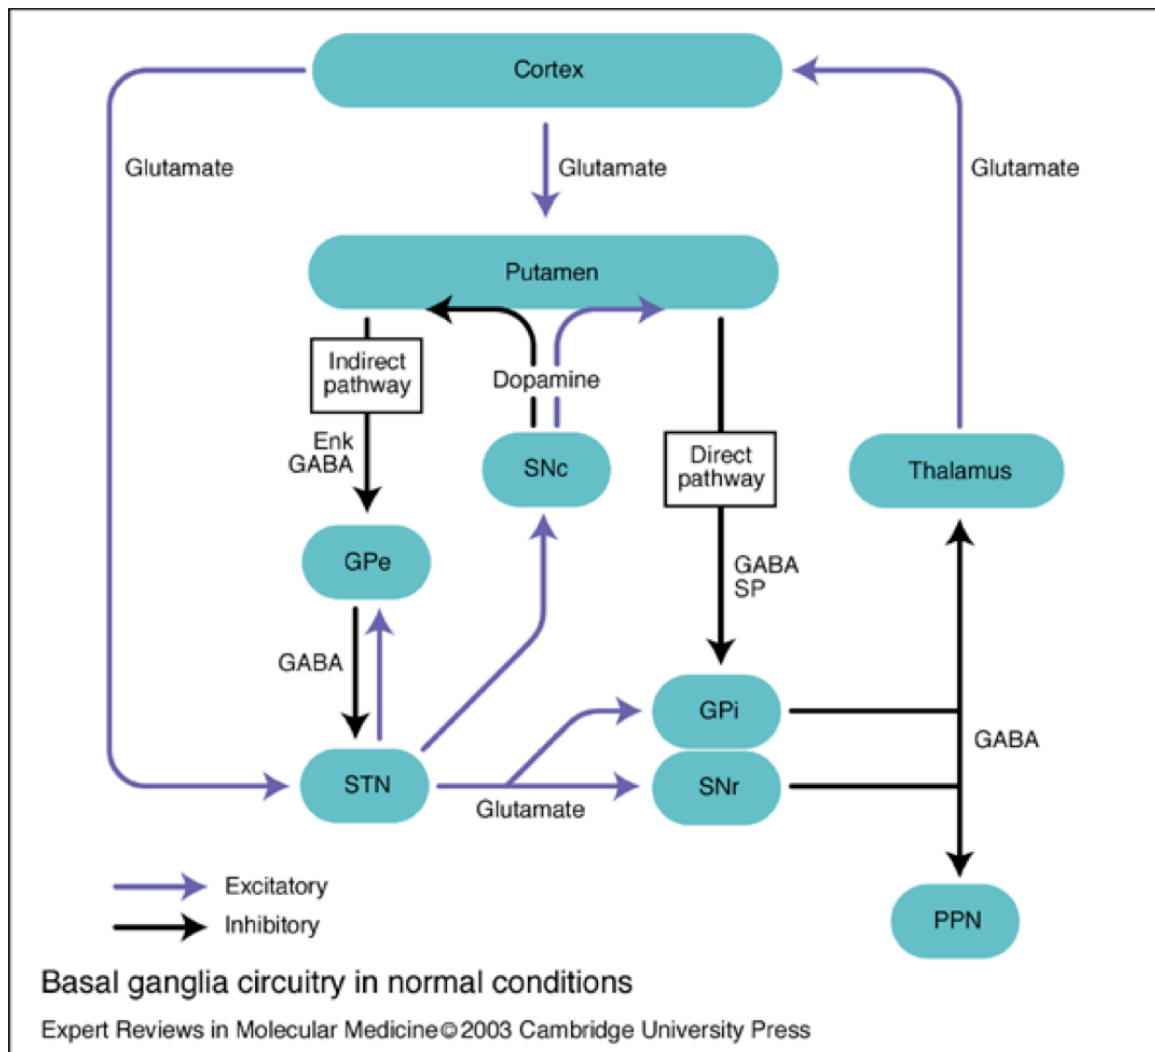 Cortex
Glutamate
Glutamate
Glutamate
Putamen
Indirect
pathway
Dopamine
Enk
GABA
SNc
Direct
pathway
Thalamus
GPe
GABA
SP
GABA
GPi
GABA
STN
SNr
Glutamate
Excitatory
Inhibitory
PPN
Basal ganglia circuitry in normal conditions
Expert Reviews in Molecular Medicine©2003 Cambridge University Press